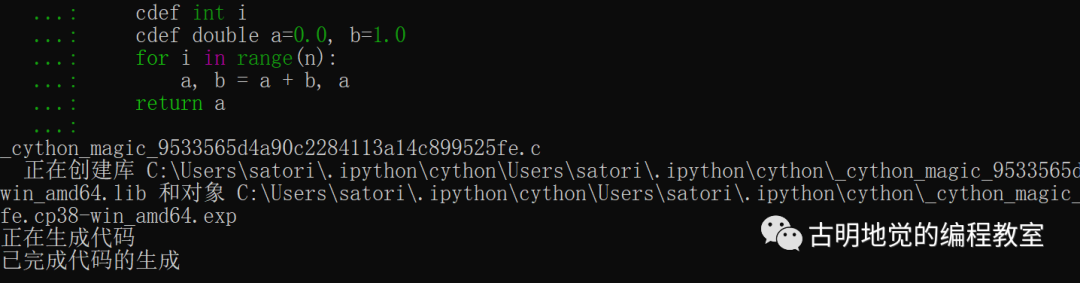 ...:     cdef int i
...:     cdef double a=0.0, b=1.0
...:     for i in range(n):
...:         a, b = a + b, a
...:     return a
...:
_cython_magic_9533565d4a90c2284113a14c899525fe.c
  正在创建库 C:\Users\satori\.ipython\cython\Users\satori\.ipython\cython\_cython_magic_9533565d
win_amd64.lib 和对象 C:\Users\satori\.ipython\cython\Users\satori\.ipython\cython\_cython_magic_
fe.cp38-win_amd64.exp
正在生成代码
已完成代码的生成
古明地觉的编程教室